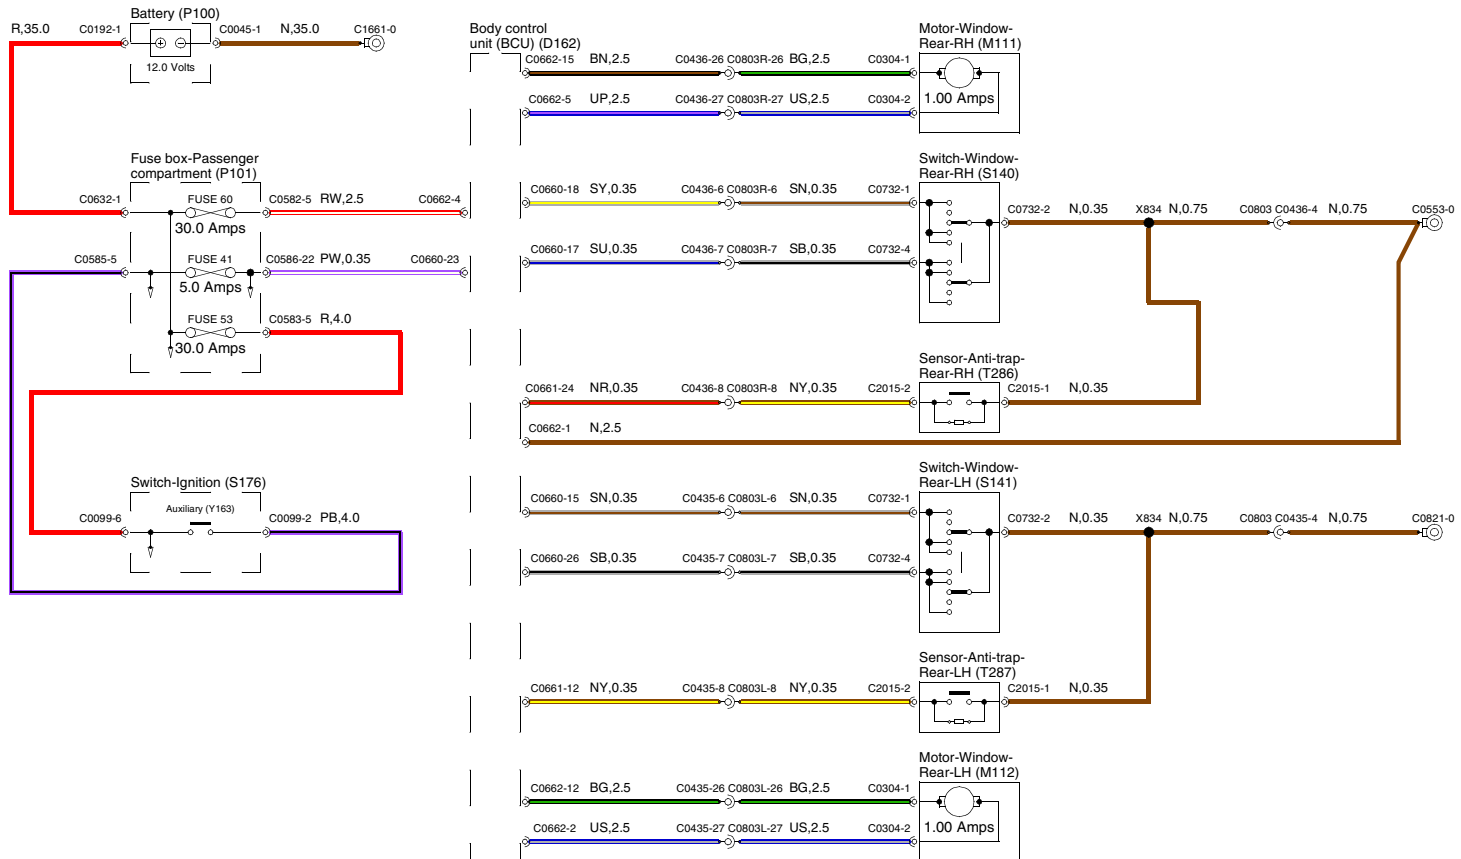 Battery (P100)
R,35.0 C0192-1 C0045-1 N,35.0 C1661-0
12.0 Volts
Fuse box-Passenger
compartment (P101)
C0632-1 FUSE 60 C0582-5 RW,2.5 C0662-4
30.0 Amps
C0585-5 FUSE 41 C0586-22 PW,0.35 C0660-23
5.0 Amps
FUSE 53 C0583-5 R,4.0
30.0 Amps
Switch-Ignition (S176)
Auxiliary (Y163)
C0099-6 C0099-2 PB,4.0
Body control
unit (BCU) (D162)
Motor-Window-
Rear-RH (M111)
C0662-15 BN,2.5 C0436-26 C0803R-26 BG,2.5 C0304-1
1.00 Amps
C0662-5 UP,2.5 C0436-27 C0803R-27 US,2.5 C0304-2
Switch-Window-
Rear-RH (S140)
C0660-18 SY,0.35 C0436-6 C0803R-6 SN,0.35 C0732-1
C0732-2 N,0.35 X834 N,0.75 C0803 C0436-4 N,0.75 C0553-0
C0660-17 SU,0.35 C0436-7 C0803R-7 SB,0.35 C0732-4
Sensor-Anti-trap-
Rear-RH (T286)
C0661-24 NR,0.35 C0436-8 C0803R-8 NY,0.35 C2015-2 C2015-1 N,0.35
C0662-1 N,2.5
Switch-Window-
Rear-LH (S141)
C0660-15 SN,0.35 C0435-6 C0803L-6 SN,0.35 C0732-1
C0732-2 N,0.35 X834 N,0.75 C0803 C0435-4 N,0.75 C0821-0
C0660-26 SB,0.35 C0435-7 C0803L-7 SB,0.35 C0732-4
Sensor-Anti-trap-
Rear-LH (T287)
C0661-12 NY,0.35 C0435-8 C0803L-8 NY,0.35 C2015-2 C2015-1 N,0.35
Motor-Window-
Rear-LH (M112)
C0662-12 BG,2.5 C0435-26 C0803L-26 BG,2.5 C0304-1
C0662-2 US,2.5 C0435-27 C0803L-27 US,2.5 C0304-2 1.00 Amps